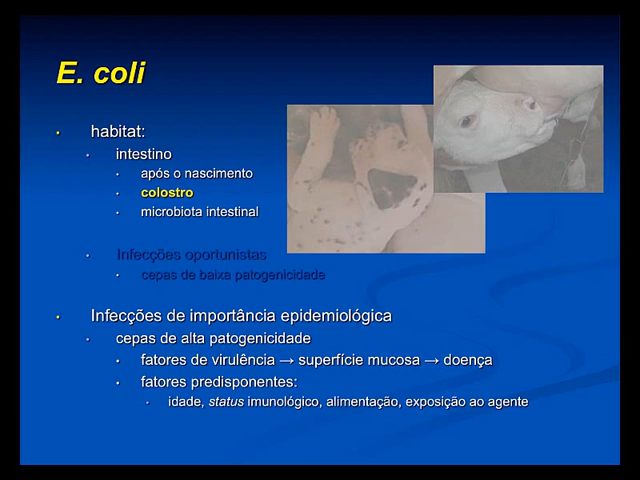 E. coli
habitat:
intestino
após o nascimento
colostro
microbiota intestinal
Infecções oportunistas
cepas de baixa patogenicidade
Infecções de importância epidemiológica
cepas de alta patogenicidade
fatores de virulência → superfície mucosa → doença
fatores predisponentes:
idade, status imunológico, alimentação, exposição ao agente